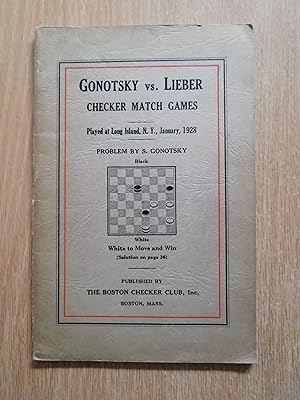 GONOTSKY vs. LIEBER
CHECKER MATCH GAMES
Played at Long Island, N. Y., January, 1928
PROBLEM BY S. GONOTSKY
Black
White
White to Move and Win
(Solution on page 34)
PUBLISHED BY
THE BOSTON CHECKER CLUB, Inc.
BOSTON, MASS.